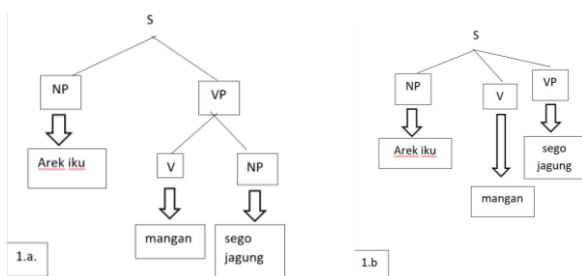 S
NP
VP
Arek iku
V
NP
mangan
sego
jagung
1.a.
S
NP
V
VP
Arek iku
sego
jagung
mangan
1.b